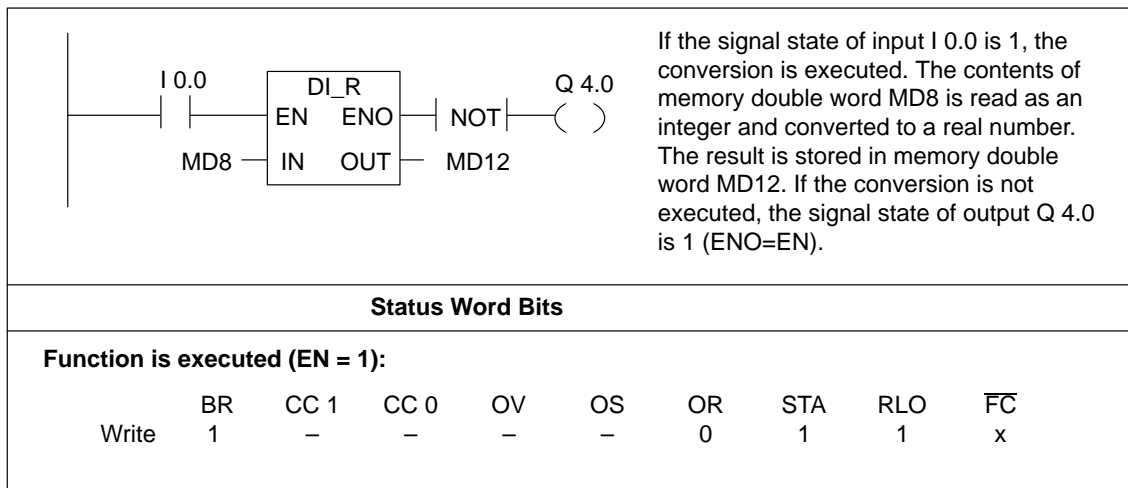 I 0.0
DI_R
Q 4.0
EN ENO
NOT
MD8
IN OUT
MD12
If the signal state of input I 0.0 is 1, the
conversion is executed. The contents of
memory double word MD8 is read as an
integer and converted to a real number.
The result is stored in memory double
word MD12. If the conversion is not
executed, the signal state of output Q 4.0
is 1 (ENO=EN).
Status Word Bits
Function is executed (EN = 1):
BR CC 1 CC 0 OV OS OR STA RLO F̅C̅
Write 1 – – – – 0 1 1 x